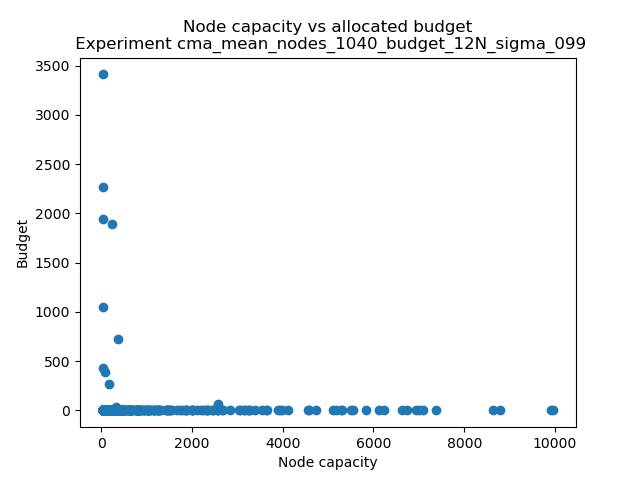 Node capacity vs allocated budget
Experiment cma_mean_nodes_1040_budget_12N_sigma_099
3500
3000
2500
2000
1500
1000
500
0
Budget
0 2000 4000 6000 8000 10000
Node capacity